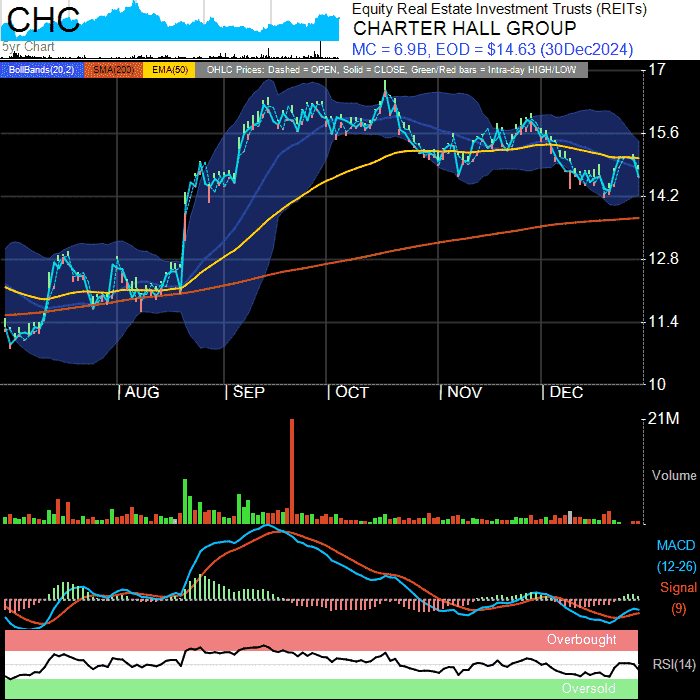 CHC
5yr Chart
Equity Real Estate Investment Trusts (REITs)
CHARTER HALL GROUP
MC = 6.9B, EOD = $14.63 (30Dec2024)
BollBands(20,2) SMA(200) EMA(50) OHLC Prices: Dashed = OPEN, Solid = CLOSE, Green/Red bars = Intra-day HIGH/LOW
17
15.6
14.2
12.8
11.4
10
AUG SEP OCT NOV DEC
21M
Volume
MACD
(12-26)
Signal
(9)
Overbought
RSI(14)
Oversold